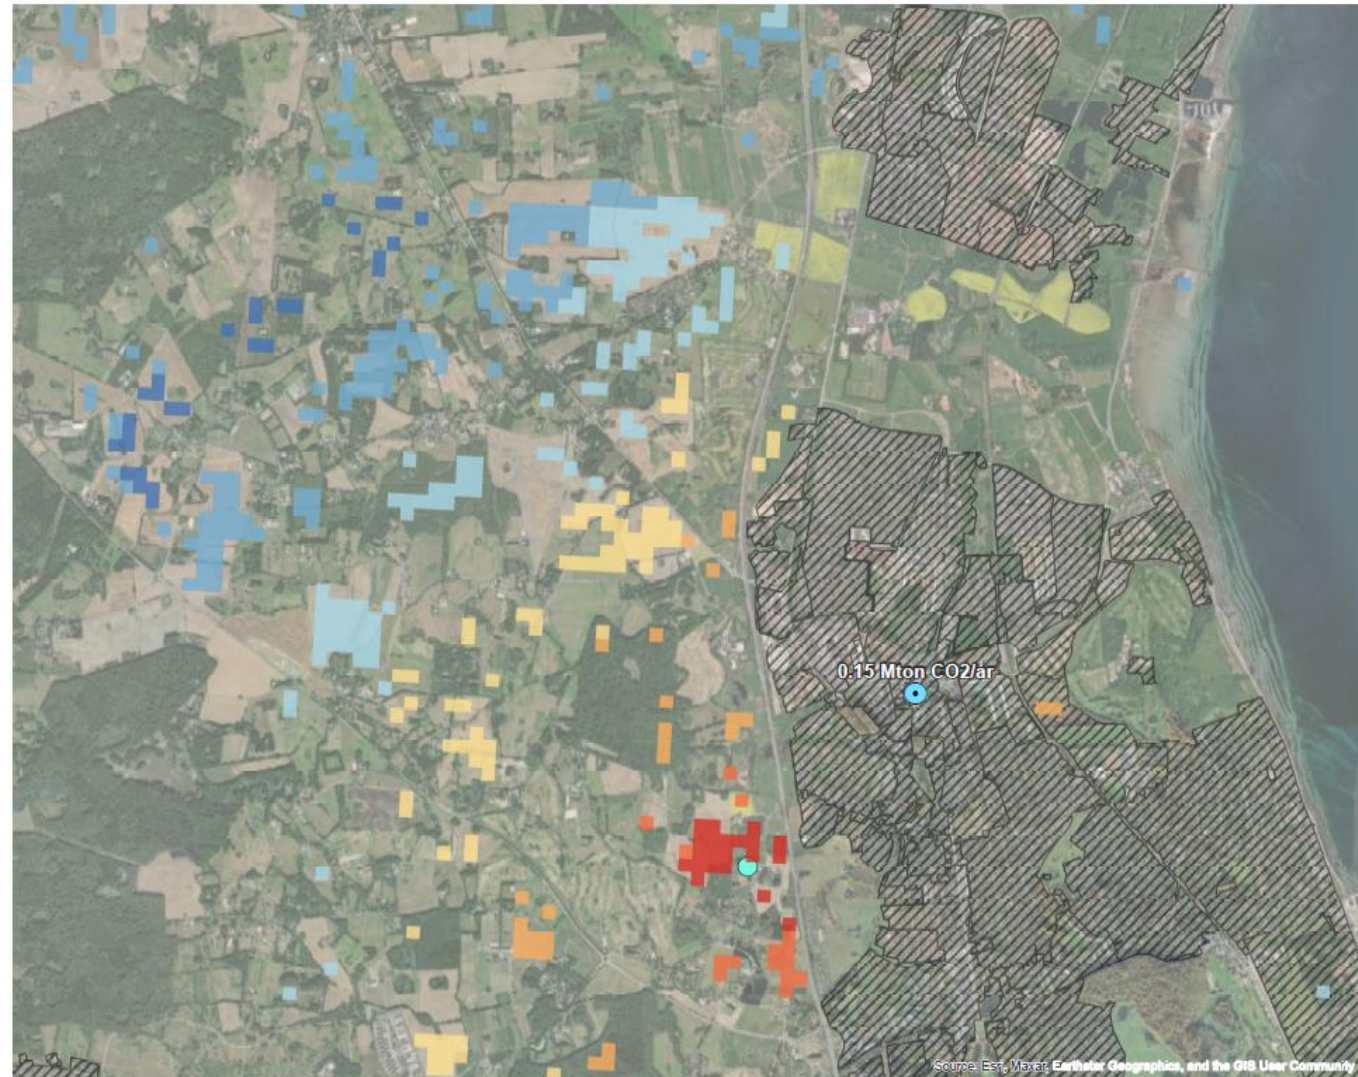 0.15 Mton CO2/år
Source: Esri, Maxar, Earthstar Geographics, and the GIS User Community